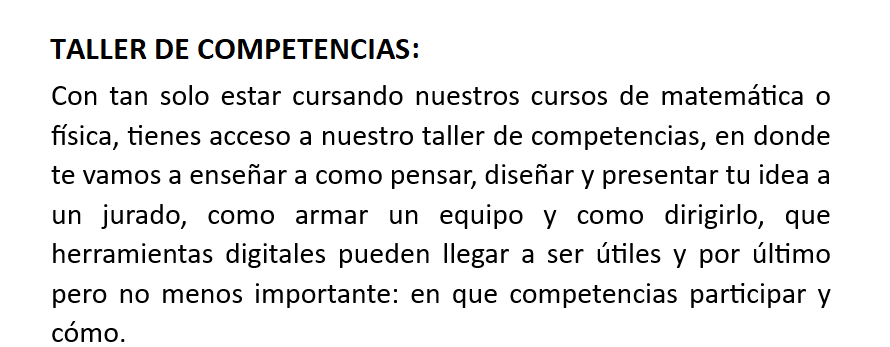 TALLER DE COMPETENCIAS:
Con tan solo estar cursando nuestros cursos de matemática o
física, tienes acceso a nuestro taller de competencias, en donde
te vamos a enseñar a como pensar, diseñar y presentar tu idea a
un jurado, como armar un equipo y como dirigirlo, que
herramientas digitales pueden llegar a ser útiles y por último
pero no menos importante: en que competencias participar y
cómo.